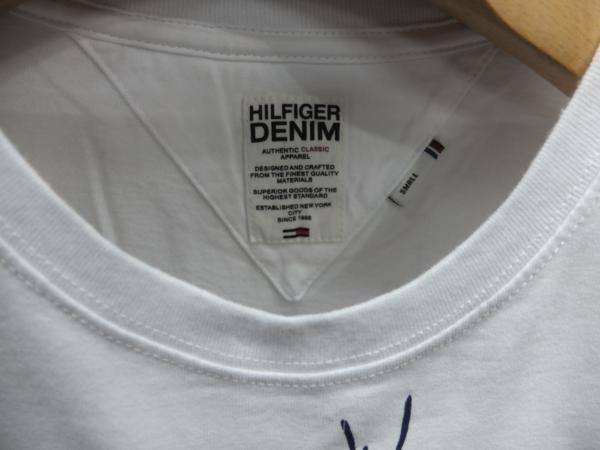 HILFIGER
DENIM
AUTHENTIC CLASSIC
APPAREL
DESIGNED AND CRAFTED
FROM THE FINEST QUALITY
MATERIALS
SUPERIOR GOODS OF THE
HIGHEST STANDARD
ESTABLISHED NEW YORK
CITY
SINCE 1985
SMALL